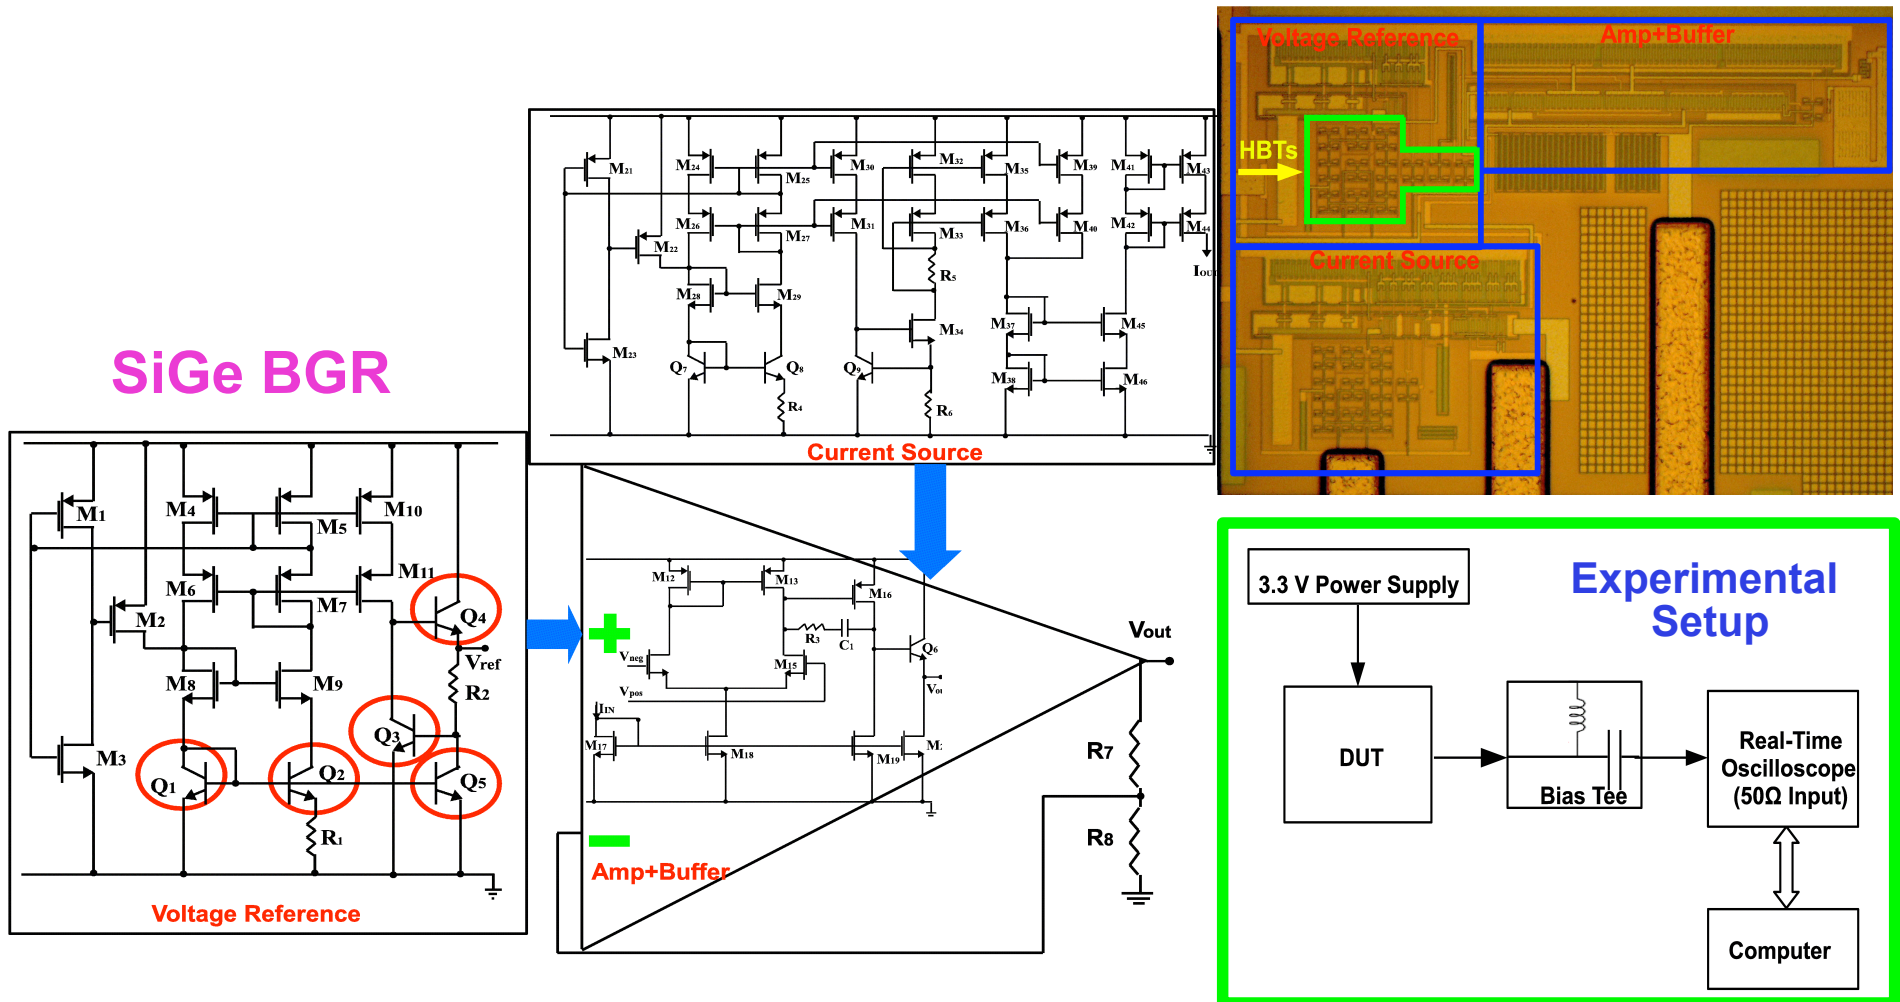 SiGe BGR
M1
M4
M5
M10
M6
M7
M11
M2
M8
M9
M3
Q4
Vref
R2
Q3
Q1
Q2
Q5
R1
Voltage Reference
M21
M24
M25
M30
M32
M35
M39
M41
M43
M22
M26
M27
M31
M33
M36
M40
M42
M44
IOUT
R5
M28
M29
M34
M37
M45
M23
Q7
Q8
Q9
M38
M46
R4
R6
Current Source
M12
M13
M16
R3
C1
Q6
Vneg
M15
Vpos
IIN
M17
M18
M19
Amp+Buffer
Vout
R7
R8
Voltage Reference
Amp+Buffer
HBTs
Current Source
Experimental
Setup
3.3 V Power Supply
DUT
Bias Tee
Real-Time
Oscilloscope
(50Ω Input)
Computer